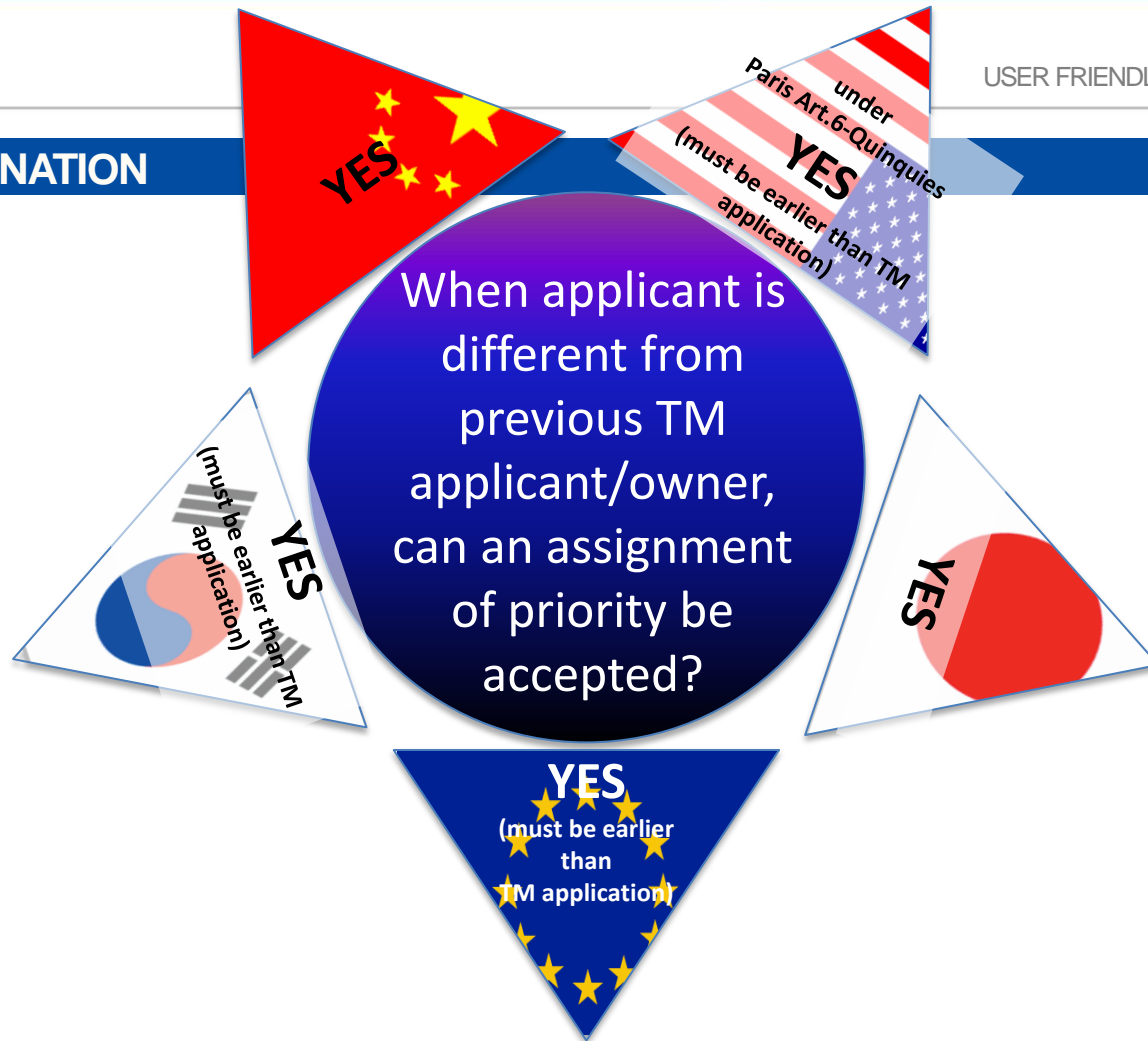 USER FRIENDL
NATION
YES
under
Paris Art.6-Quinquies
YES
(must be earlier than TM
application)
When applicant is
different from
previous TM
applicant/owner,
can an assignment
of priority be
accepted?
YES
(must be earlier than TM
application)
YES
YES
(must be earlier
than
TM application)